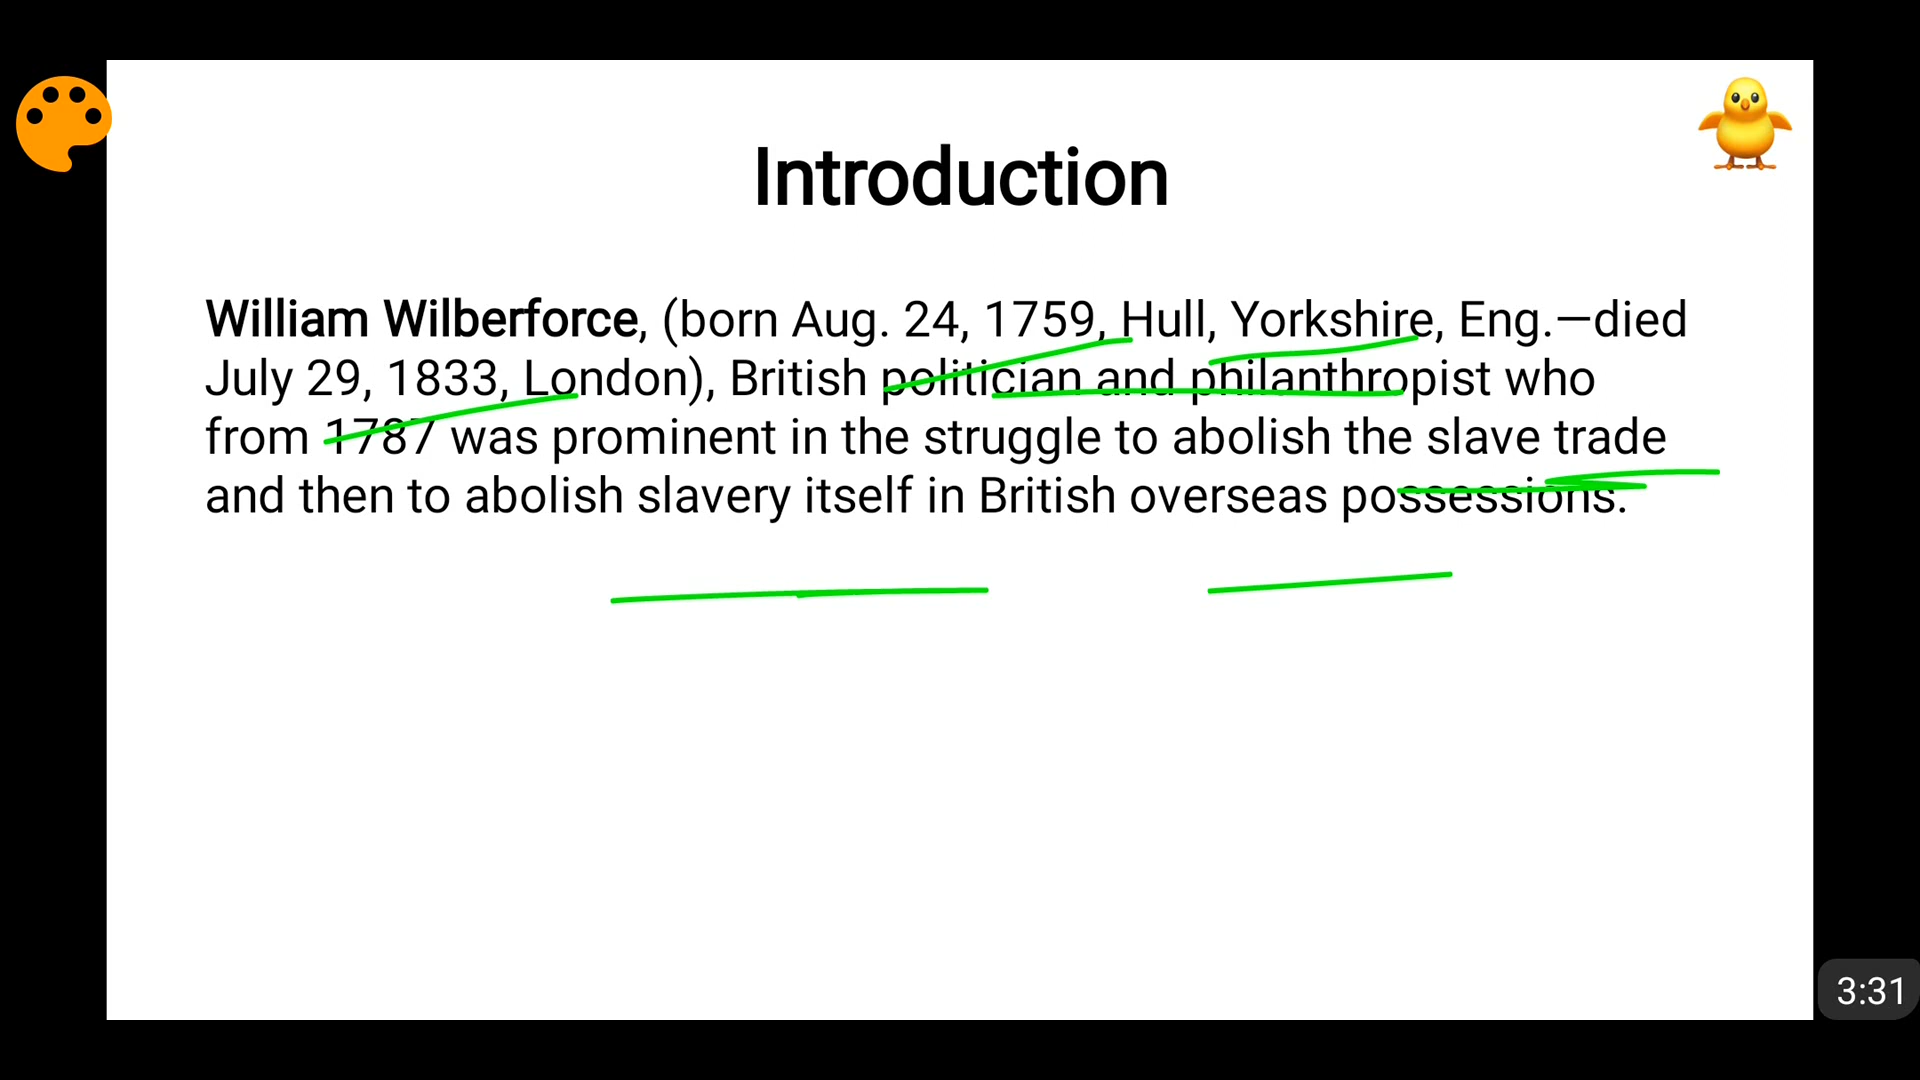 Introduction
William Wilberforce, (born Aug. 24, 1759, Hull, Yorkshire, Eng.—died
July 29, 1833, London), British politician and philanthropist who
from 1787 was prominent in the struggle to abolish the slave trade
and then to abolish slavery itself in British overseas possessions.
3:31